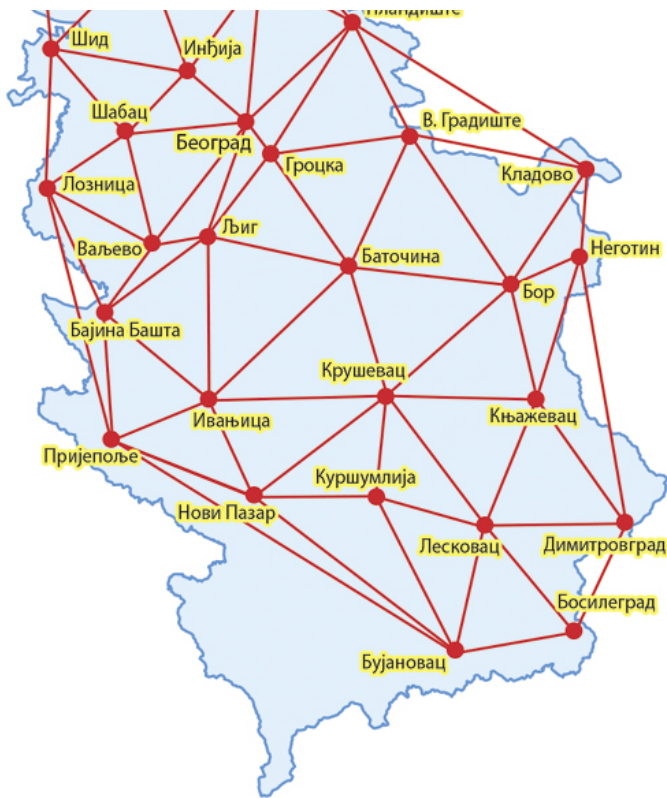 Пландиште
Шид
Инђија
Шабац
Београд
В. Градиште
Гроцка
Кладово
Лозница
Љиг
Ваљево
Неготин
Баточина
Бор
Бајина Башта
Крушевац
Ивањица
Књажевац
Пријепоље
Куршумлија
Нови Пазар
Лесковац
Димитровград
Босилеград
Бујановац